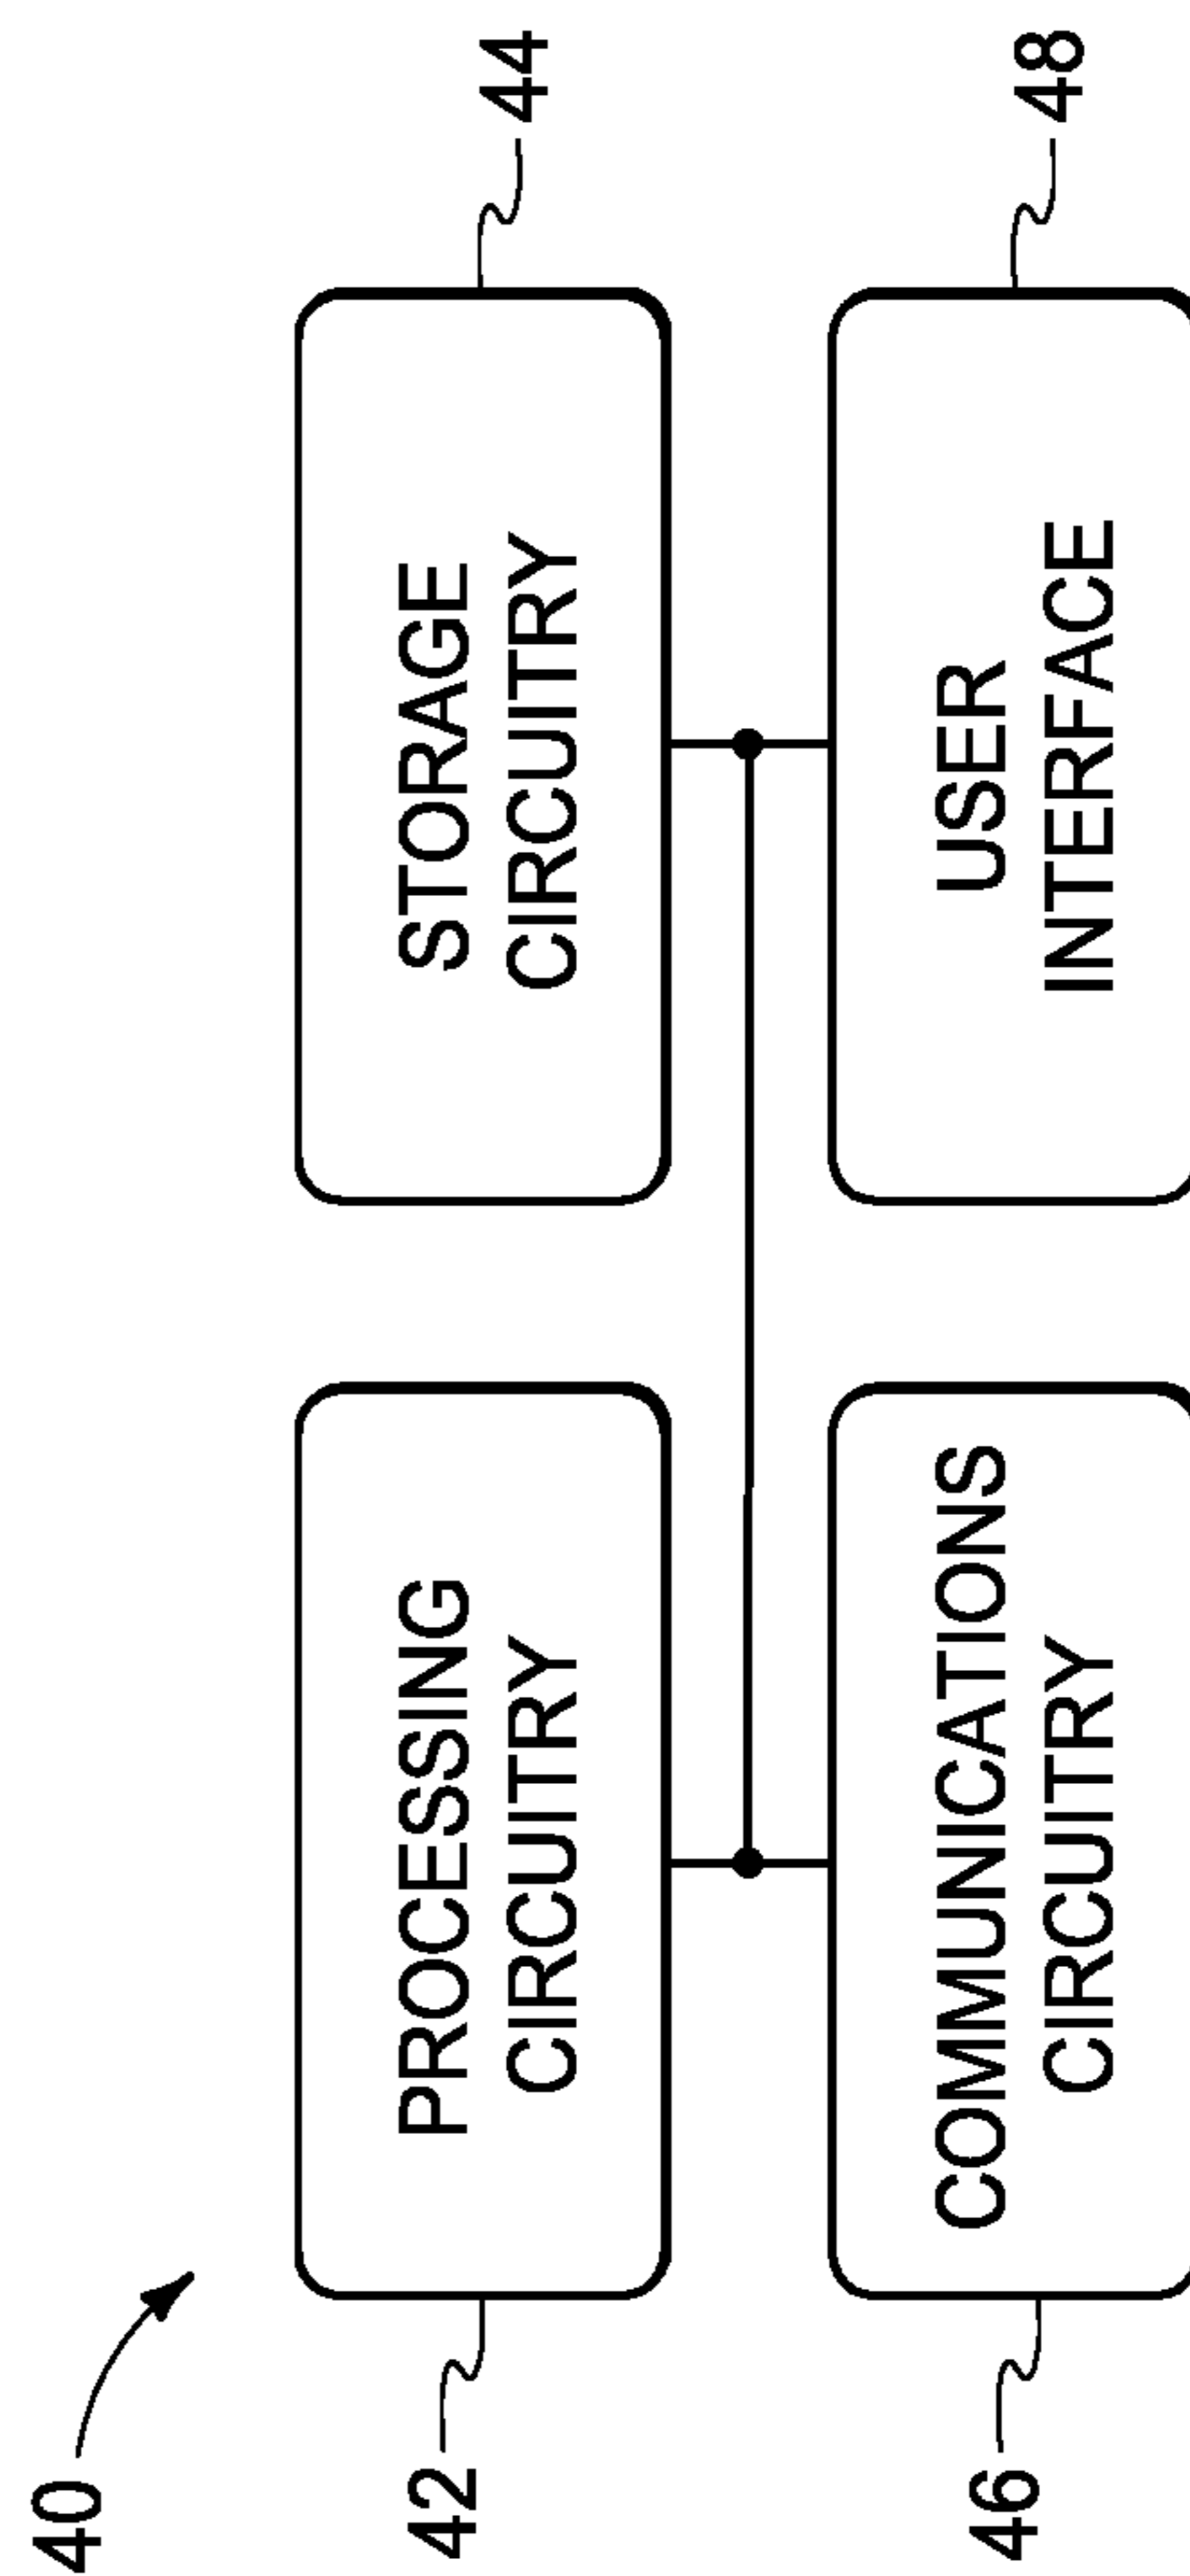 40
42
PROCESSING
CIRCUITRY
STORAGE
CIRCUITRY
44
46
COMMUNICATIONS
CIRCUITRY
USER
INTERFACE
48